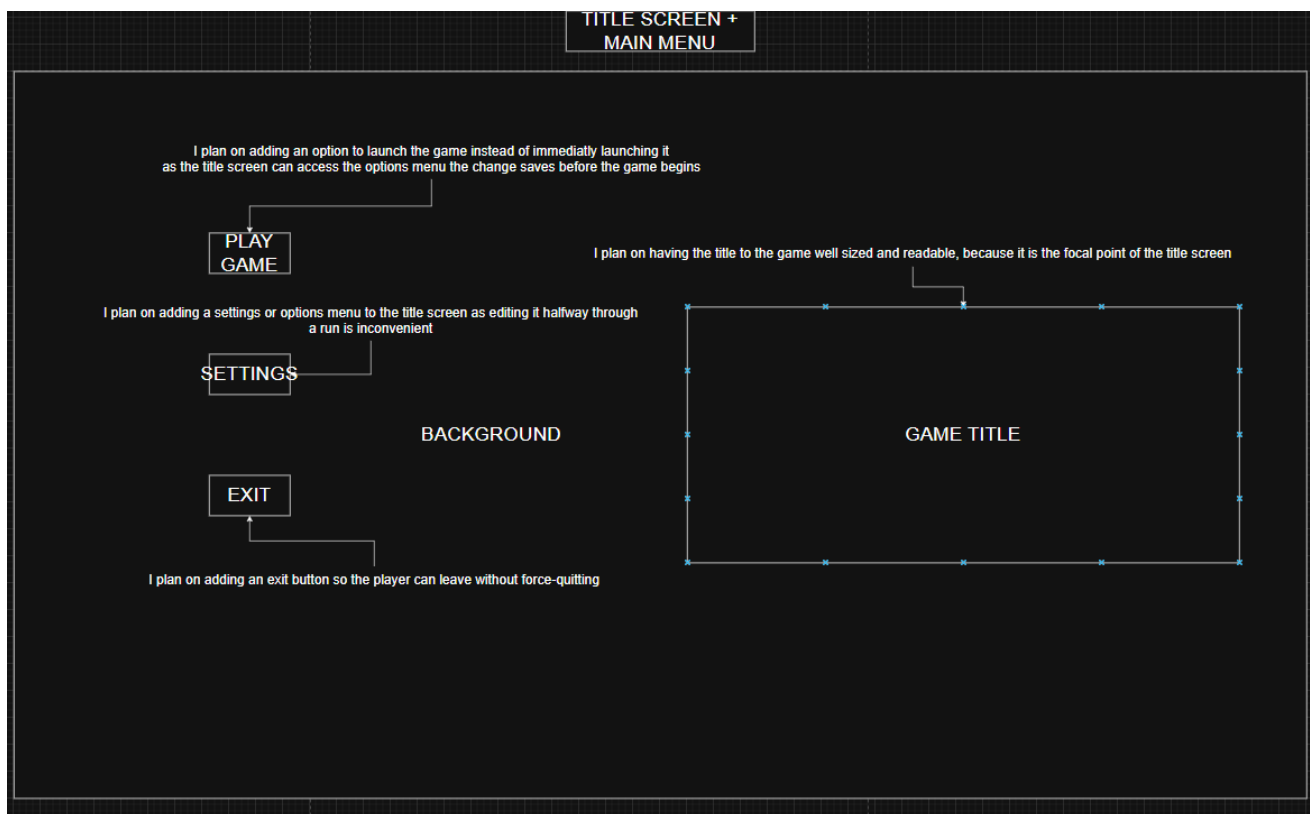 TITLE SCREEN +
MAIN MENU
I plan on adding an option to launch the game instead of immediatly launching it
as the title screen can access the options menu the change saves before the game begins
PLAY
GAME
I plan on having the title to the game well sized and readable, because it is the focal point of the title screen
I plan on adding a settings or options menu to the title screen as editing it halfway through
a run is inconvenient
SETTINGS
BACKGROUND
GAME TITLE
EXIT
I plan on adding an exit button so the player can leave without force-quitting